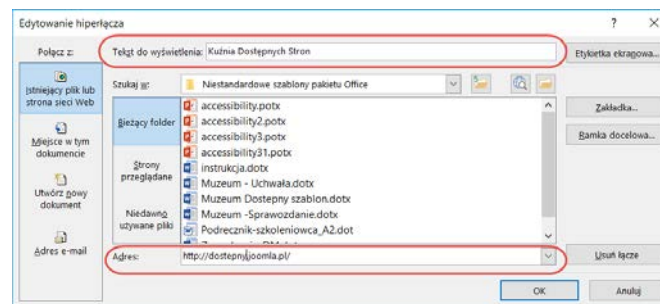 Edytowanie hiperłącza
? ×
Połącz z:
Tekst do wyświetlenia: Kuźnia Dostępnych Stron
Etykietka ekranowa...
Istniejący plik lub
strona sieci Web
Szukaj w: Niestandardowe szablony pakietu Office
Bieżący folder
accessibility.potx
accessibility2.potx
accessibility3.potx
accessibility31.potx
instrukcja.dotx
Muzeum - Uchwała.dotx
Muzeum Dostepny szablon.dotx
Muzeum -Sprawozdanie.dotx
Podrecznik-szkoleniowca_A2.dot
Zakładka...
Ramka docelowa...
Miejsce w tym
dokumencie
Strony
przeglądane
Utwórz nowy
dokument
Niedawno
używane pliki
Adres e-mail
Adres: http://dostepny.joomla.pl/
Usuń łącze
OK
Anuluj